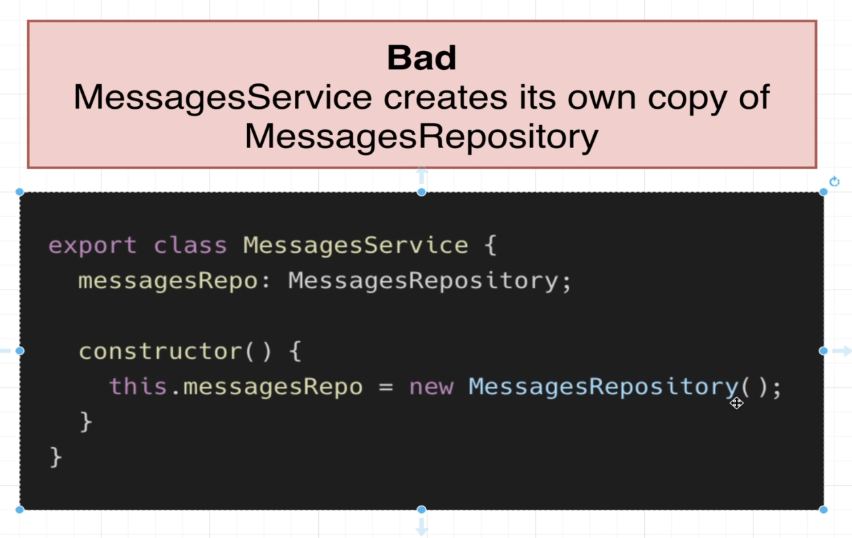 Bad
MessagesService creates its own copy of
MessagesRepository
export class MessagesService {
  messagesRepo: MessagesRepository;
  constructor() {
    this.messagesRepo = new MessagesRepository();
  }
}